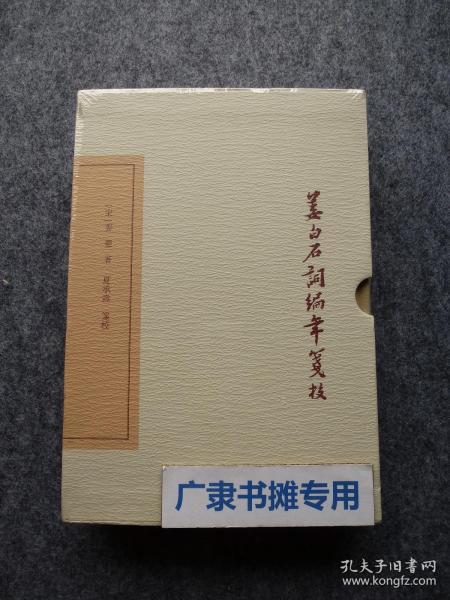 姜白石詞編年箋校
〔宋〕姜夔 著 夏承燾 箋校
广隶书摊专用
孔夫子旧书网
www.kongfz.com